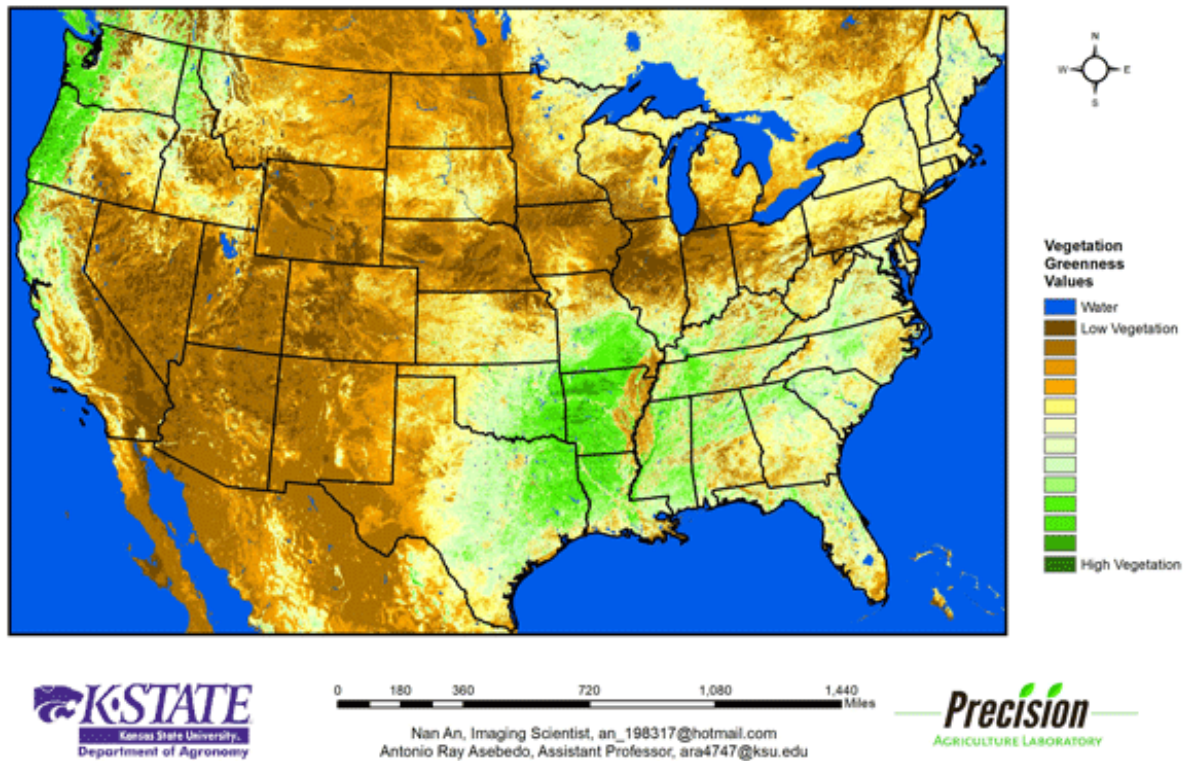 N
W E
S
Vegetation
Greenness
Values
Water
Low Vegetation
High Vegetation
K-STATE
Kansas State University.
Department of Agronomy
0 180 360 720 1,080 1,440
Miles
Nan An, Imaging Scientist, an_198317@hotmail.com
Antonio Ray Asebedo, Assistant Professor, ara4747@ksu.edu
Precision
AGRICULTURE LABORATORY